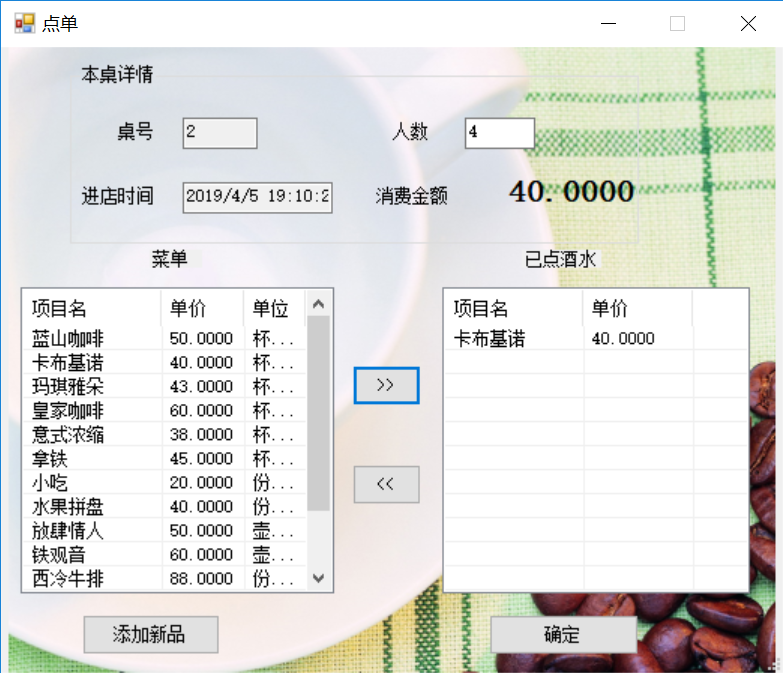 点单
本桌详情
桌号 2 人数 4
进店时间 2019/4/5 19:10:2 消费金额 40.0000
菜单 已点酒水
项目名 单价 单位
蓝山咖啡 50.0000 杯...
卡布基诺 40.0000 杯...
玛琪雅朵 43.0000 杯...
皇家咖啡 60.0000 杯...
意式浓缩 38.0000 杯...
拿铁 45.0000 杯...
小吃 20.0000 份...
水果拼盘 40.0000 份...
放肆情人 50.0000 壶...
铁观音 60.0000 壶...
西冷牛排 88.0000 份...
>>
<<
项目名 单价
卡布基诺 40.0000
添加新品 确定